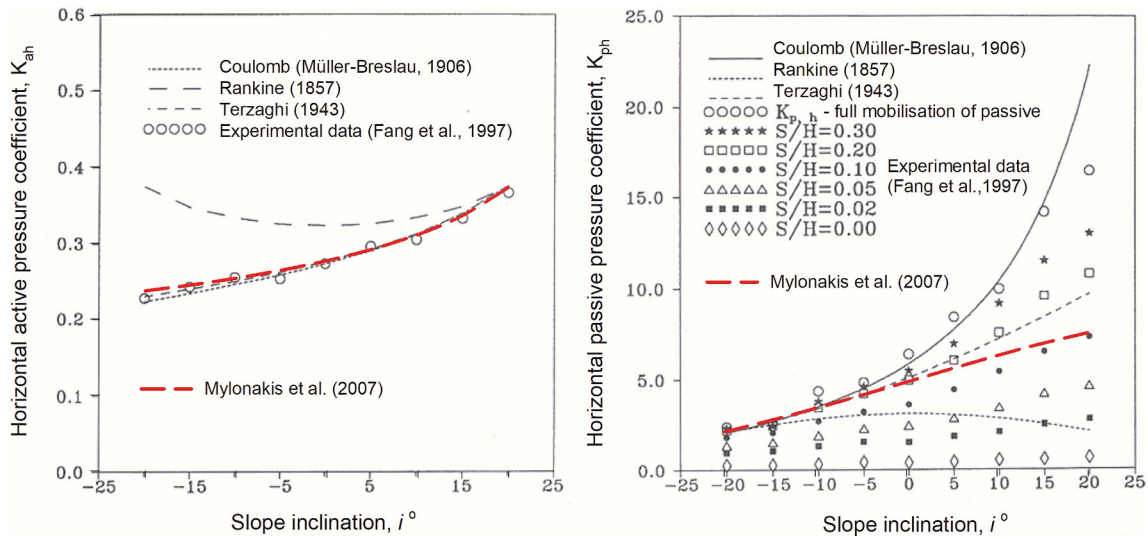 Horizontal active pressure coefficient, K_ah
0.6
0.5
0.4
0.3
0.2
0.1
0.0
Coulomb (Müller-Breslau, 1906)
Rankine (1857)
Terzaghi (1943)
Experimental data (Fang et al., 1997)
Mylonakis et al. (2007)
-25 -15 -5 5 15 25
Slope inclination, i °
Horizontal passive pressure coefficient, K_ph
25.0
20.0
15.0
10.0
5.0
0.0
Coulomb (Müller-Breslau, 1906)
Rankine (1857)
Terzaghi (1943)
K_p, h - full mobilisation of passive
S/H=0.30
S/H=0.20
S/H=0.10
S/H=0.05
S/H=0.02
S/H=0.00
Experimental data
(Fang et al.,1997)
Mylonakis et al. (2007)
-25 -20 -15 -10 -5 0 5 10 15 20 25
Slope inclination, i °